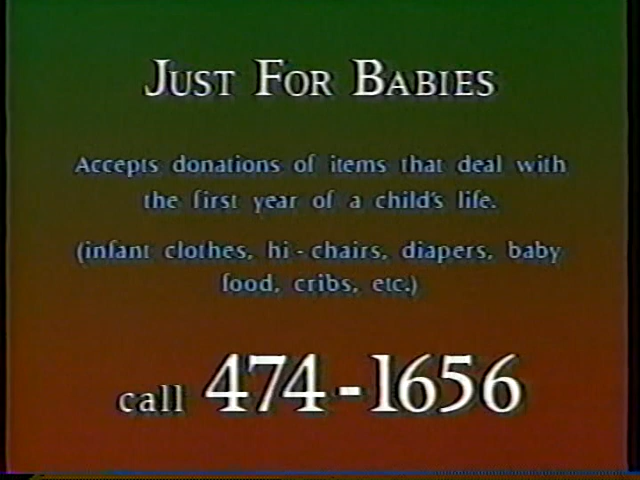 JUST FOR BABIES
Accepts donations of items that deal with
the first year of a child's life.
(infant clothes, hi-chairs, diapers, baby
food, cribs, etc.)
call 474-1656